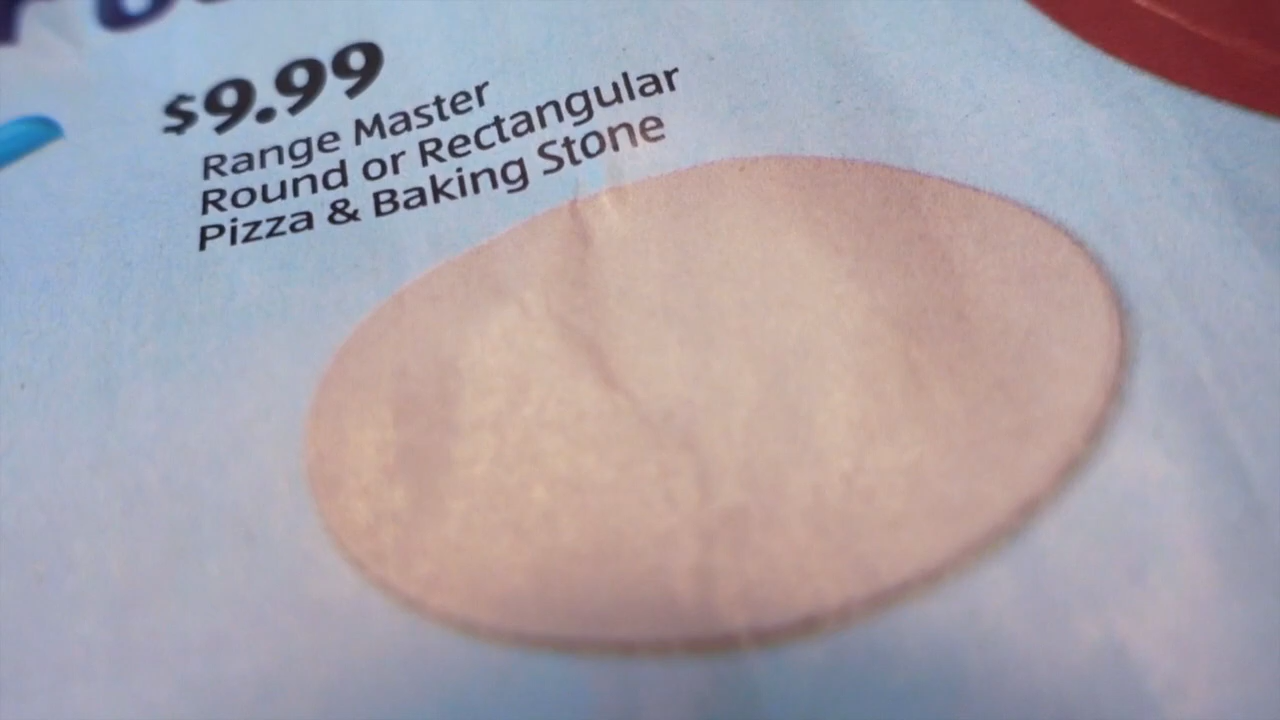 $9.99
Range Master
Round or Rectangular
Pizza & Baking Stone